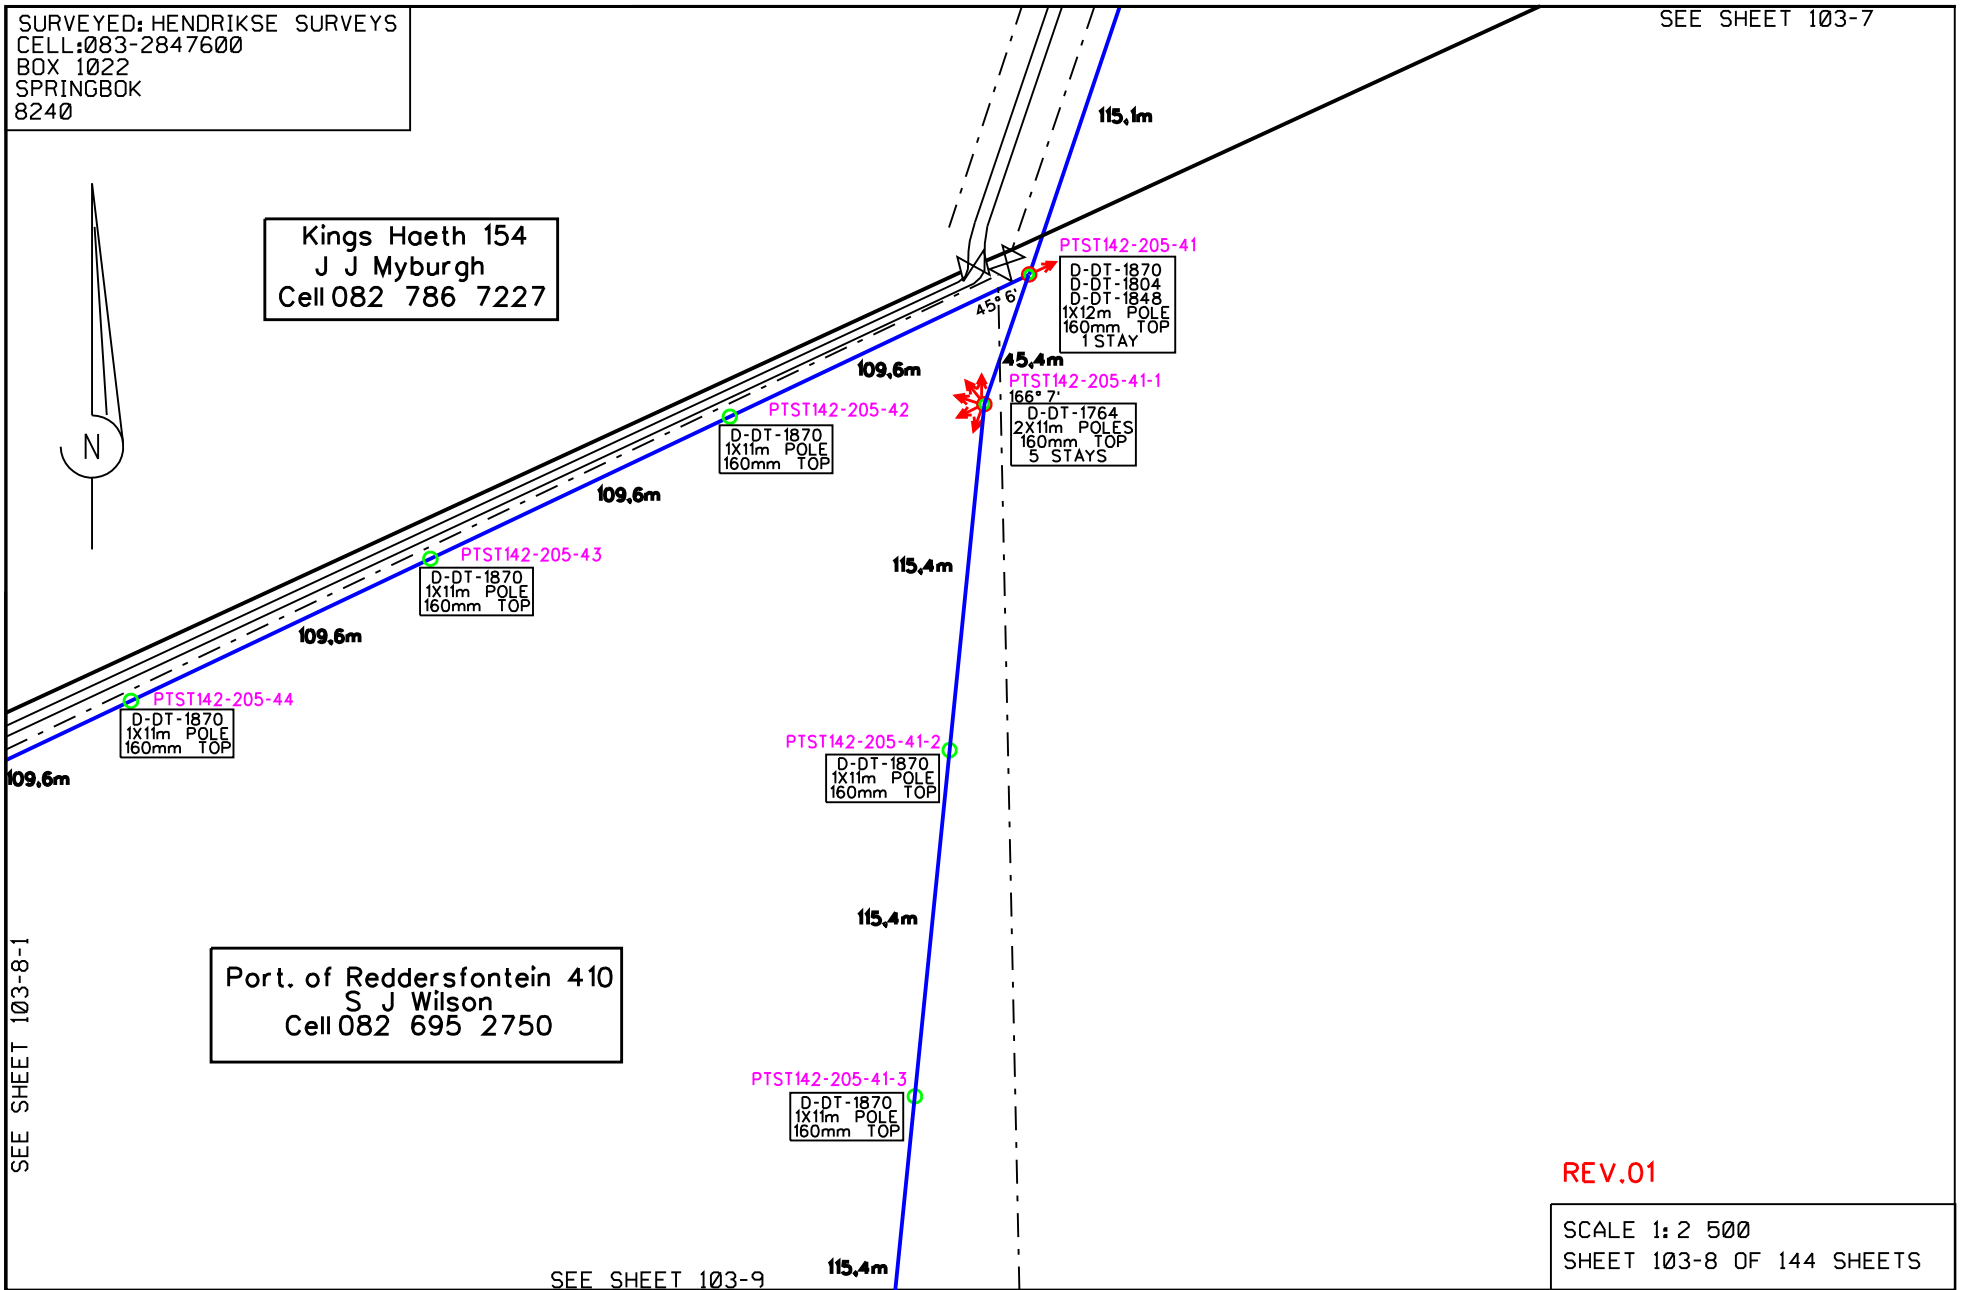 SURVEYED: HENDRIKSE SURVEYS
CELL:083-2847600
BOX 1022
SPRINGBOK
8240
SEE SHEET 103-7
115,1m
Kings Haeth 154
J J Myburgh
Cell 082 786 7227
PTST142-205-41
D-DT-1870
D-DT-1804
D-DT-1848
1X12m POLE
160mm TOP
1 STAY
45° 6'
45,4m
109,6m
PTST142-205-41-1
166° 7'
D-DT-1764
2X11m POLES
160mm TOP
5 STAYS
PTST142-205-42
D-DT-1870
1X11m POLE
160mm TOP
N
109,6m
PTST142-205-43
D-DT-1870
1X11m POLE
160mm TOP
115,4m
109,6m
PTST142-205-44
D-DT-1870
1X11m POLE
160mm TOP
109,6m
PTST142-205-41-2
D-DT-1870
1X11m POLE
160mm TOP
115,4m
SEE SHEET 103-8-1
Port. of Reddersfontein 410
S J Wilson
Cell 082 695 2750
PTST142-205-41-3
D-DT-1870
1X11m POLE
160mm TOP
REV.01
SCALE 1: 2 500
SHEET 103-8 OF 144 SHEETS
115,4m
SEE SHEET 103-9